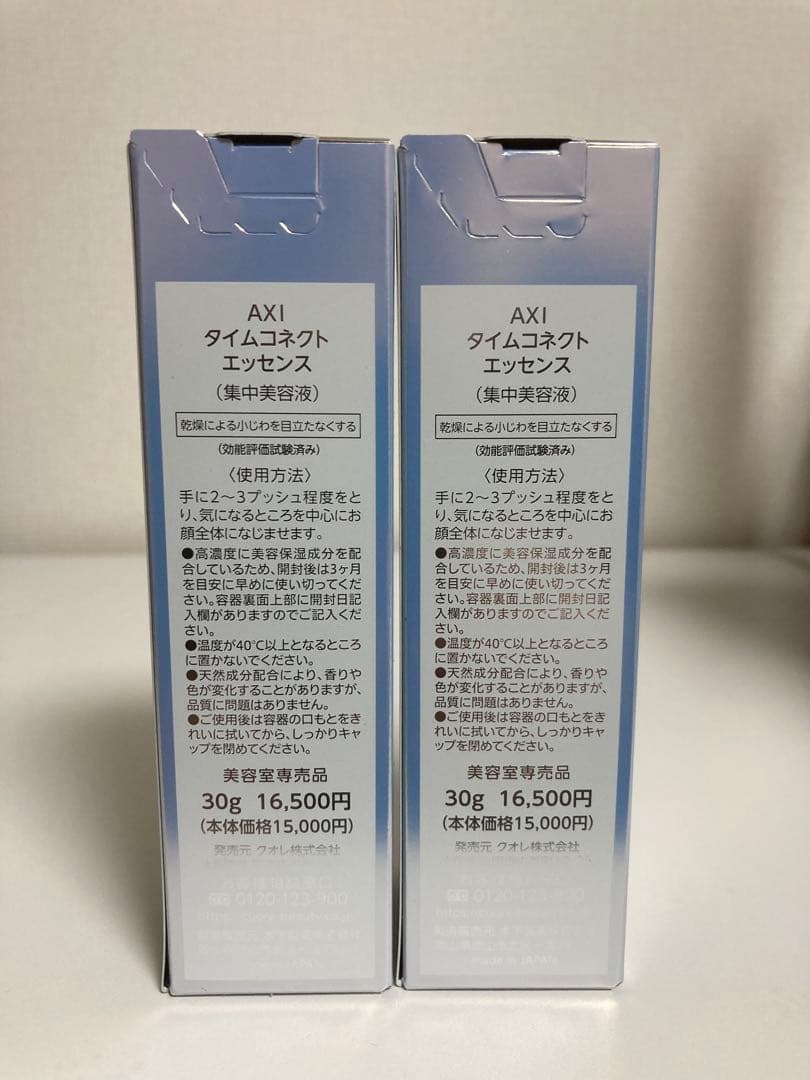 AXI
タイムコネクト
エッセンス
(集中美容液)
乾燥による小じわを目立たなくする
(効能評価試験済み)
〈使用方法〉
手に2〜3プッシュ程度をと
り、気になるところを中心にお
顔全体になじませます。
●高濃度に美容保湿成分を配
合しているため、開封後は3ヶ月
を目安に早めに使い切ってくだ
さい。容器裏面上部に開封日記
入欄がありますのでご記入くだ
さい。
●温度が40℃以上となるところ
に置かないでください。
●天然成分配合により、香りや
色が変化することがありますが、
品質に問題はありません。
●ご使用後は容器の口もとをき
れいに拭いてから、しっかりキャ
ップを閉めてください。
美容室専売品
30g 16,500円
(本体価格15,000円)
発売元 クオレ株式会社
0120-123-900
AXI
タイムコネクト
エッセンス
(集中美容液)
乾燥による小じわを目立たなくする
(効能評価試験済み)
〈使用方法〉
手に2〜3プッシュ程度をと
り、気になるところを中心にお
顔全体になじませます。
●高濃度に美容保湿成分を配
合しているため、開封後は3ヶ月
を目安に早めに使い切ってくだ
さい。容器裏面上部に開封日記
入欄がありますのでご記入くだ
さい。
●温度が40℃以上となるところ
に置かないでください。
●天然成分配合により、香りや
色が変化することがありますが、
品質に問題はありません。
●ご使用後は容器の口もとをき
れいに拭いてから、しっかりキャ
ップを閉めてください。
美容室専売品
30g 16,500円
(本体価格15,000円)
発売元 クオレ株式会社